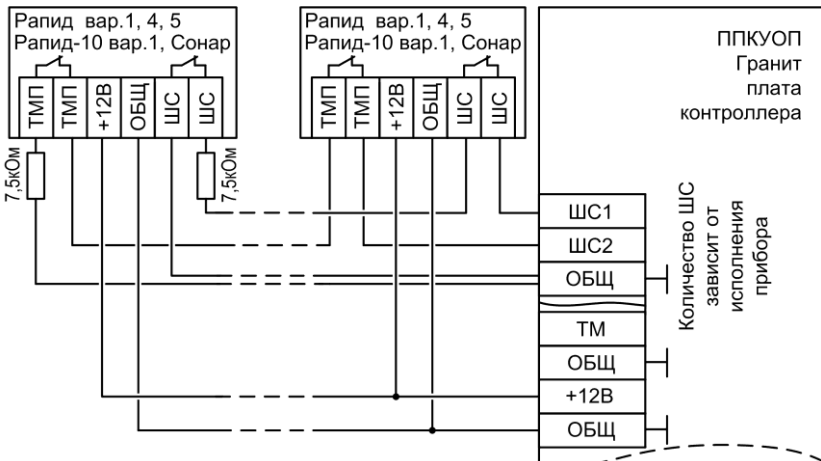 Рапид вар.1, 4, 5
Рапид-10 вар.1, Сонар
ТМП
ТМП
+12В
ОБЩ
ШС
ШС
7,5кОм
7,5кОм
Рапид вар.1, 4, 5
Рапид-10 вар.1, Сонар
ТМП
ТМП
+12В
ОБЩ
ШС
ШС
ППКУОП
Гранит
плата
контроллера
ШС1
ШС2
ОБЩ
ТМ
ОБЩ
+12В
ОБЩ
Количество ШС
зависит от
исполнения
прибора